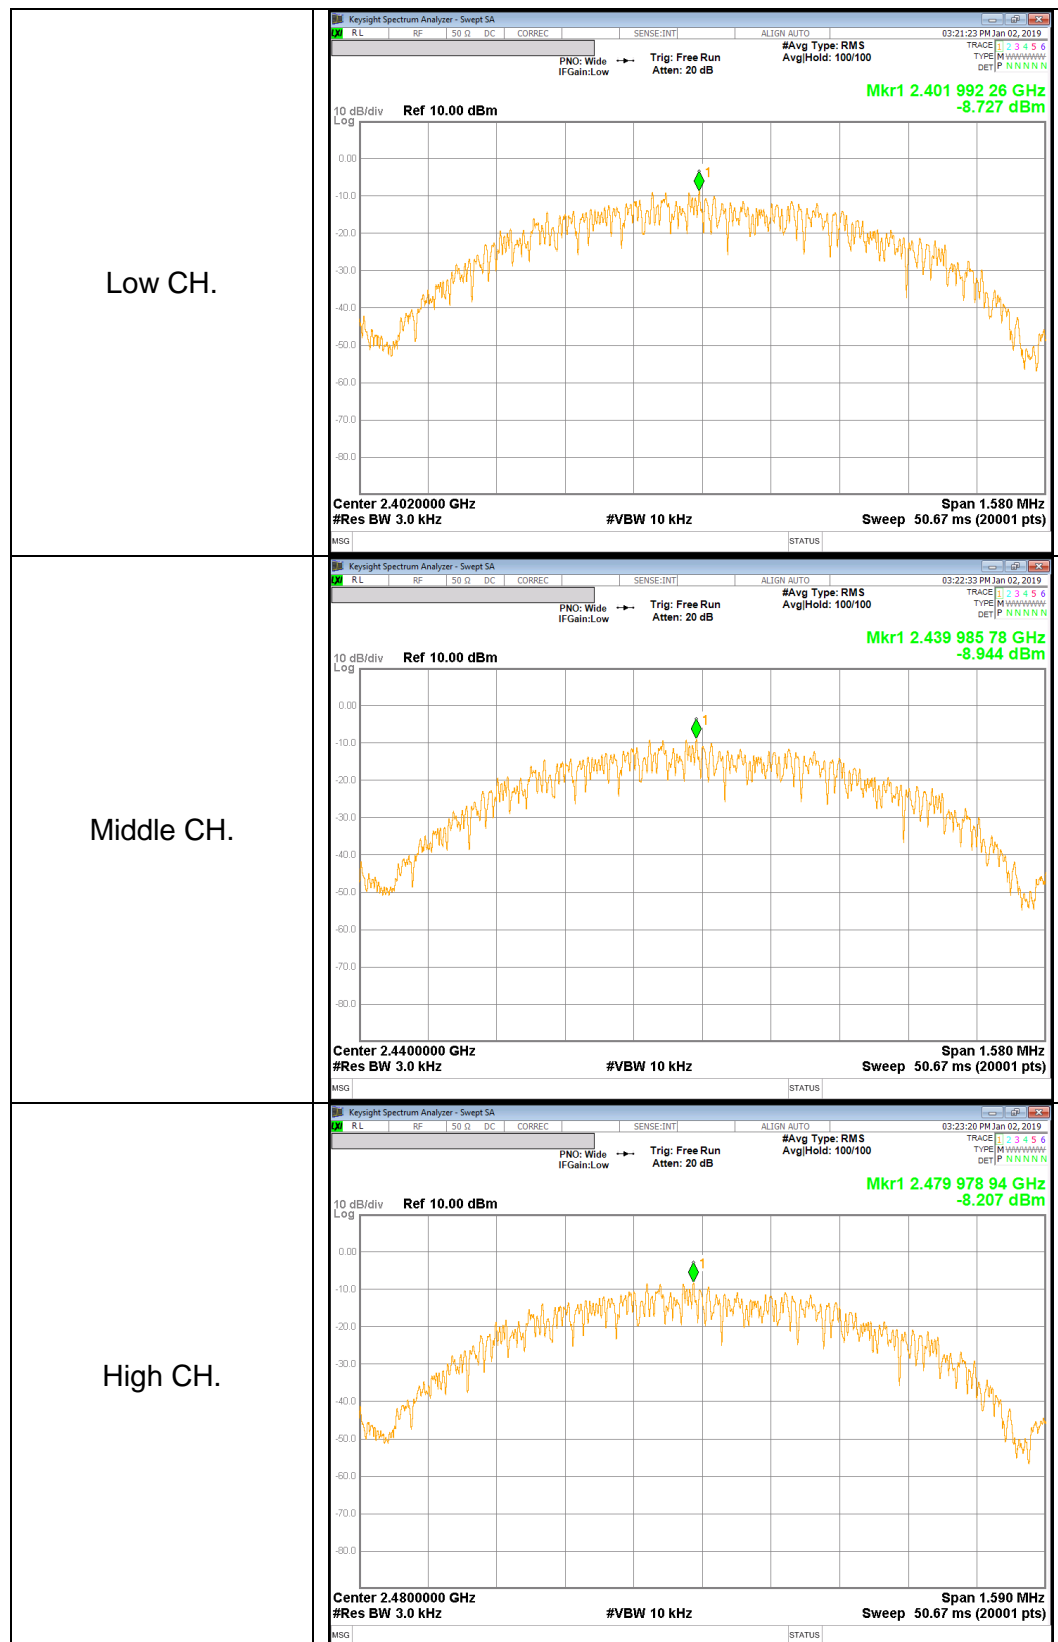 Low CH.
Keysight Spectrum Analyzer - Swept SA
LXI RL RF 50 Ω DC CORREC SENSE:INT ALIGN AUTO 03:21:23 PM Jan 02, 2019
#Avg Type: RMS TRACE 1 2 3 4 5 6
PNO: Wide Trig: Free Run Avg|Hold: 100/100 TYPE M WWWWW
IFGain:Low Atten: 20 dB DET P N N N N N
Mkr1 2.401 992 26 GHz
-8.727 dBm
10 dB/div Ref 10.00 dBm
Log
0.00
1
-10.0
-20.0
-30.0
-40.0
-50.0
-60.0
-70.0
-80.0
Center 2.4020000 GHz Span 1.580 MHz
#Res BW 3.0 kHz #VBW 10 kHz Sweep 50.67 ms (20001 pts)
MSG STATUS
Middle CH.
Keysight Spectrum Analyzer - Swept SA
LXI RL RF 50 Ω DC CORREC SENSE:INT ALIGN AUTO 03:22:33 PM Jan 02, 2019
#Avg Type: RMS TRACE 1 2 3 4 5 6
PNO: Wide Trig: Free Run Avg|Hold: 100/100 TYPE M WWWWW
IFGain:Low Atten: 20 dB DET P N N N N N
Mkr1 2.439 985 78 GHz
-8.944 dBm
10 dB/div Ref 10.00 dBm
Log
0.00
1
-10.0
-20.0
-30.0
-40.0
-50.0
-60.0
-70.0
-80.0
Center 2.4400000 GHz Span 1.580 MHz
#Res BW 3.0 kHz #VBW 10 kHz Sweep 50.67 ms (20001 pts)
MSG STATUS
High CH.
Keysight Spectrum Analyzer - Swept SA
LXI RL RF 50 Ω DC CORREC SENSE:INT ALIGN AUTO 03:23:20 PM Jan 02, 2019
#Avg Type: RMS TRACE 1 2 3 4 5 6
PNO: Wide Trig: Free Run Avg|Hold: 100/100 TYPE M WWWWW
IFGain:Low Atten: 20 dB DET P N N N N N
Mkr1 2.479 978 94 GHz
-8.207 dBm
10 dB/div Ref 10.00 dBm
Log
0.00
1
-10.0
-20.0
-30.0
-40.0
-50.0
-60.0
-70.0
-80.0
Center 2.4800000 GHz Span 1.590 MHz
#Res BW 3.0 kHz #VBW 10 kHz Sweep 50.67 ms (20001 pts)
MSG STATUS